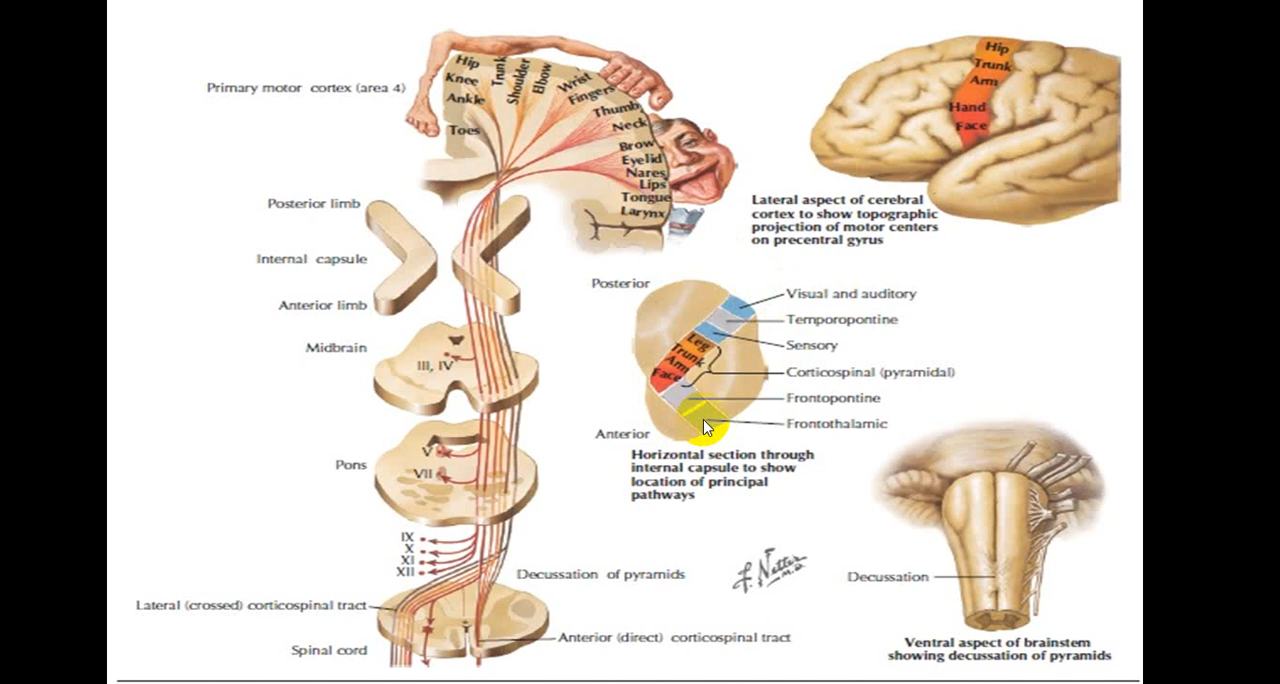 Primary motor cortex (area 4)
Hip
Knee
Ankle
Toes
Trunk
Shoulder
Elbow
Wrist
Fingers
Thumb
Neck
Brow
Eyelid
Nares
Lips
Tongue
Larynx
Hip
Trunk
Arm
Hand
Face
Lateral aspect of cerebral
cortex to show topographic
projection of motor centers
on precentral gyrus
Posterior limb
Internal capsule
Anterior limb
Midbrain
III, IV
Posterior
Visual and auditory
Temporopontine
Sensory
Leg
Trunk
Arm
Face
Corticospinal (pyramidal)
Frontopontine
Frontothalamic
Anterior
Horizontal section through
internal capsule to show
location of principal
pathways
Pons
V
VII
IX
X
XI
XII
Decussation of pyramids
F. Netter
M.D.
Lateral (crossed) corticospinal tract
Anterior (direct) corticospinal tract
Spinal cord
Decussation
Ventral aspect of brainstem
showing decussation of pyramids